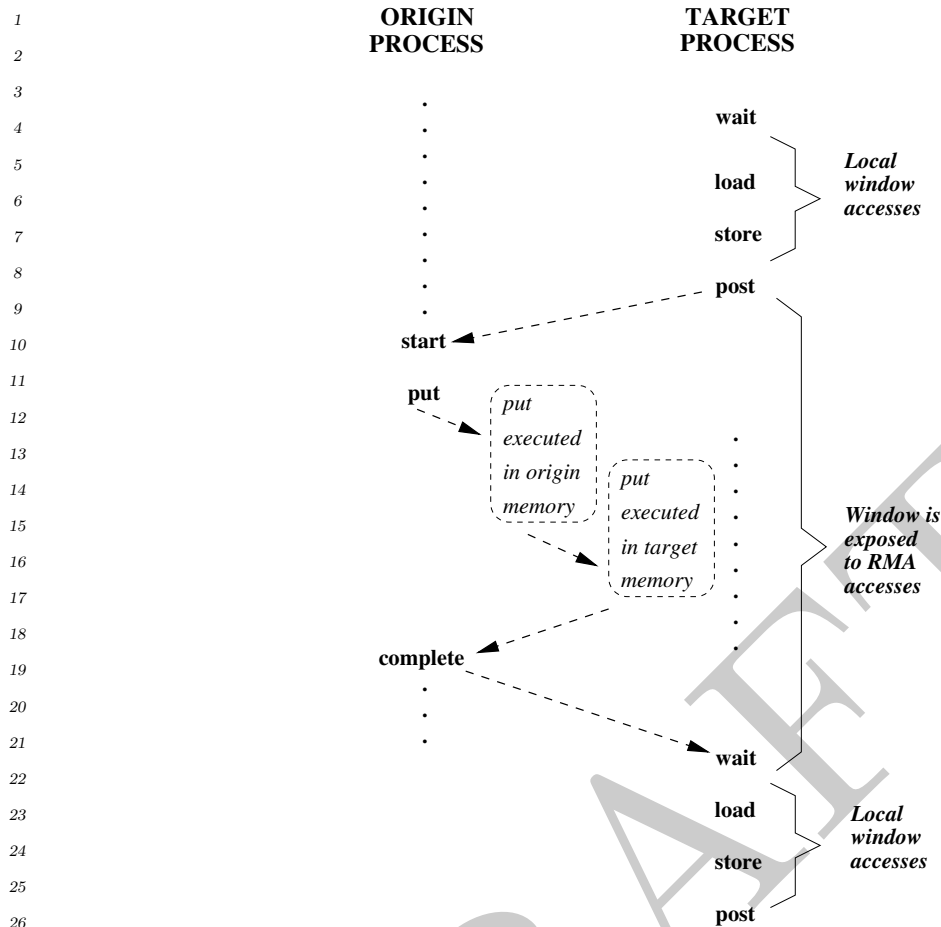 1
ORIGIN PROCESS
TARGET PROCESS
2
3
4
wait
5
Local
window
accesses
6
load
7
store
8
post
9
10
start
11
put
12
put
executed
in origin
memory
13
14
put
executed
in target
memory
15
Window is
exposed
to RMA
accesses
16
17
18
19
complete
20
21
wait
22
23
load
Local
window
accesses
24
store
25
26
post
DRAFT